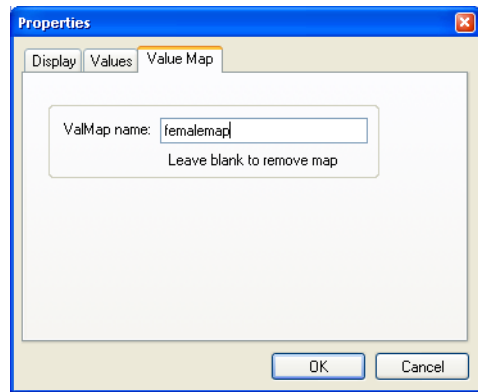 Properties
Display Values Value Map
ValMap name: femalemap
Leave blank to remove map
OK Cancel